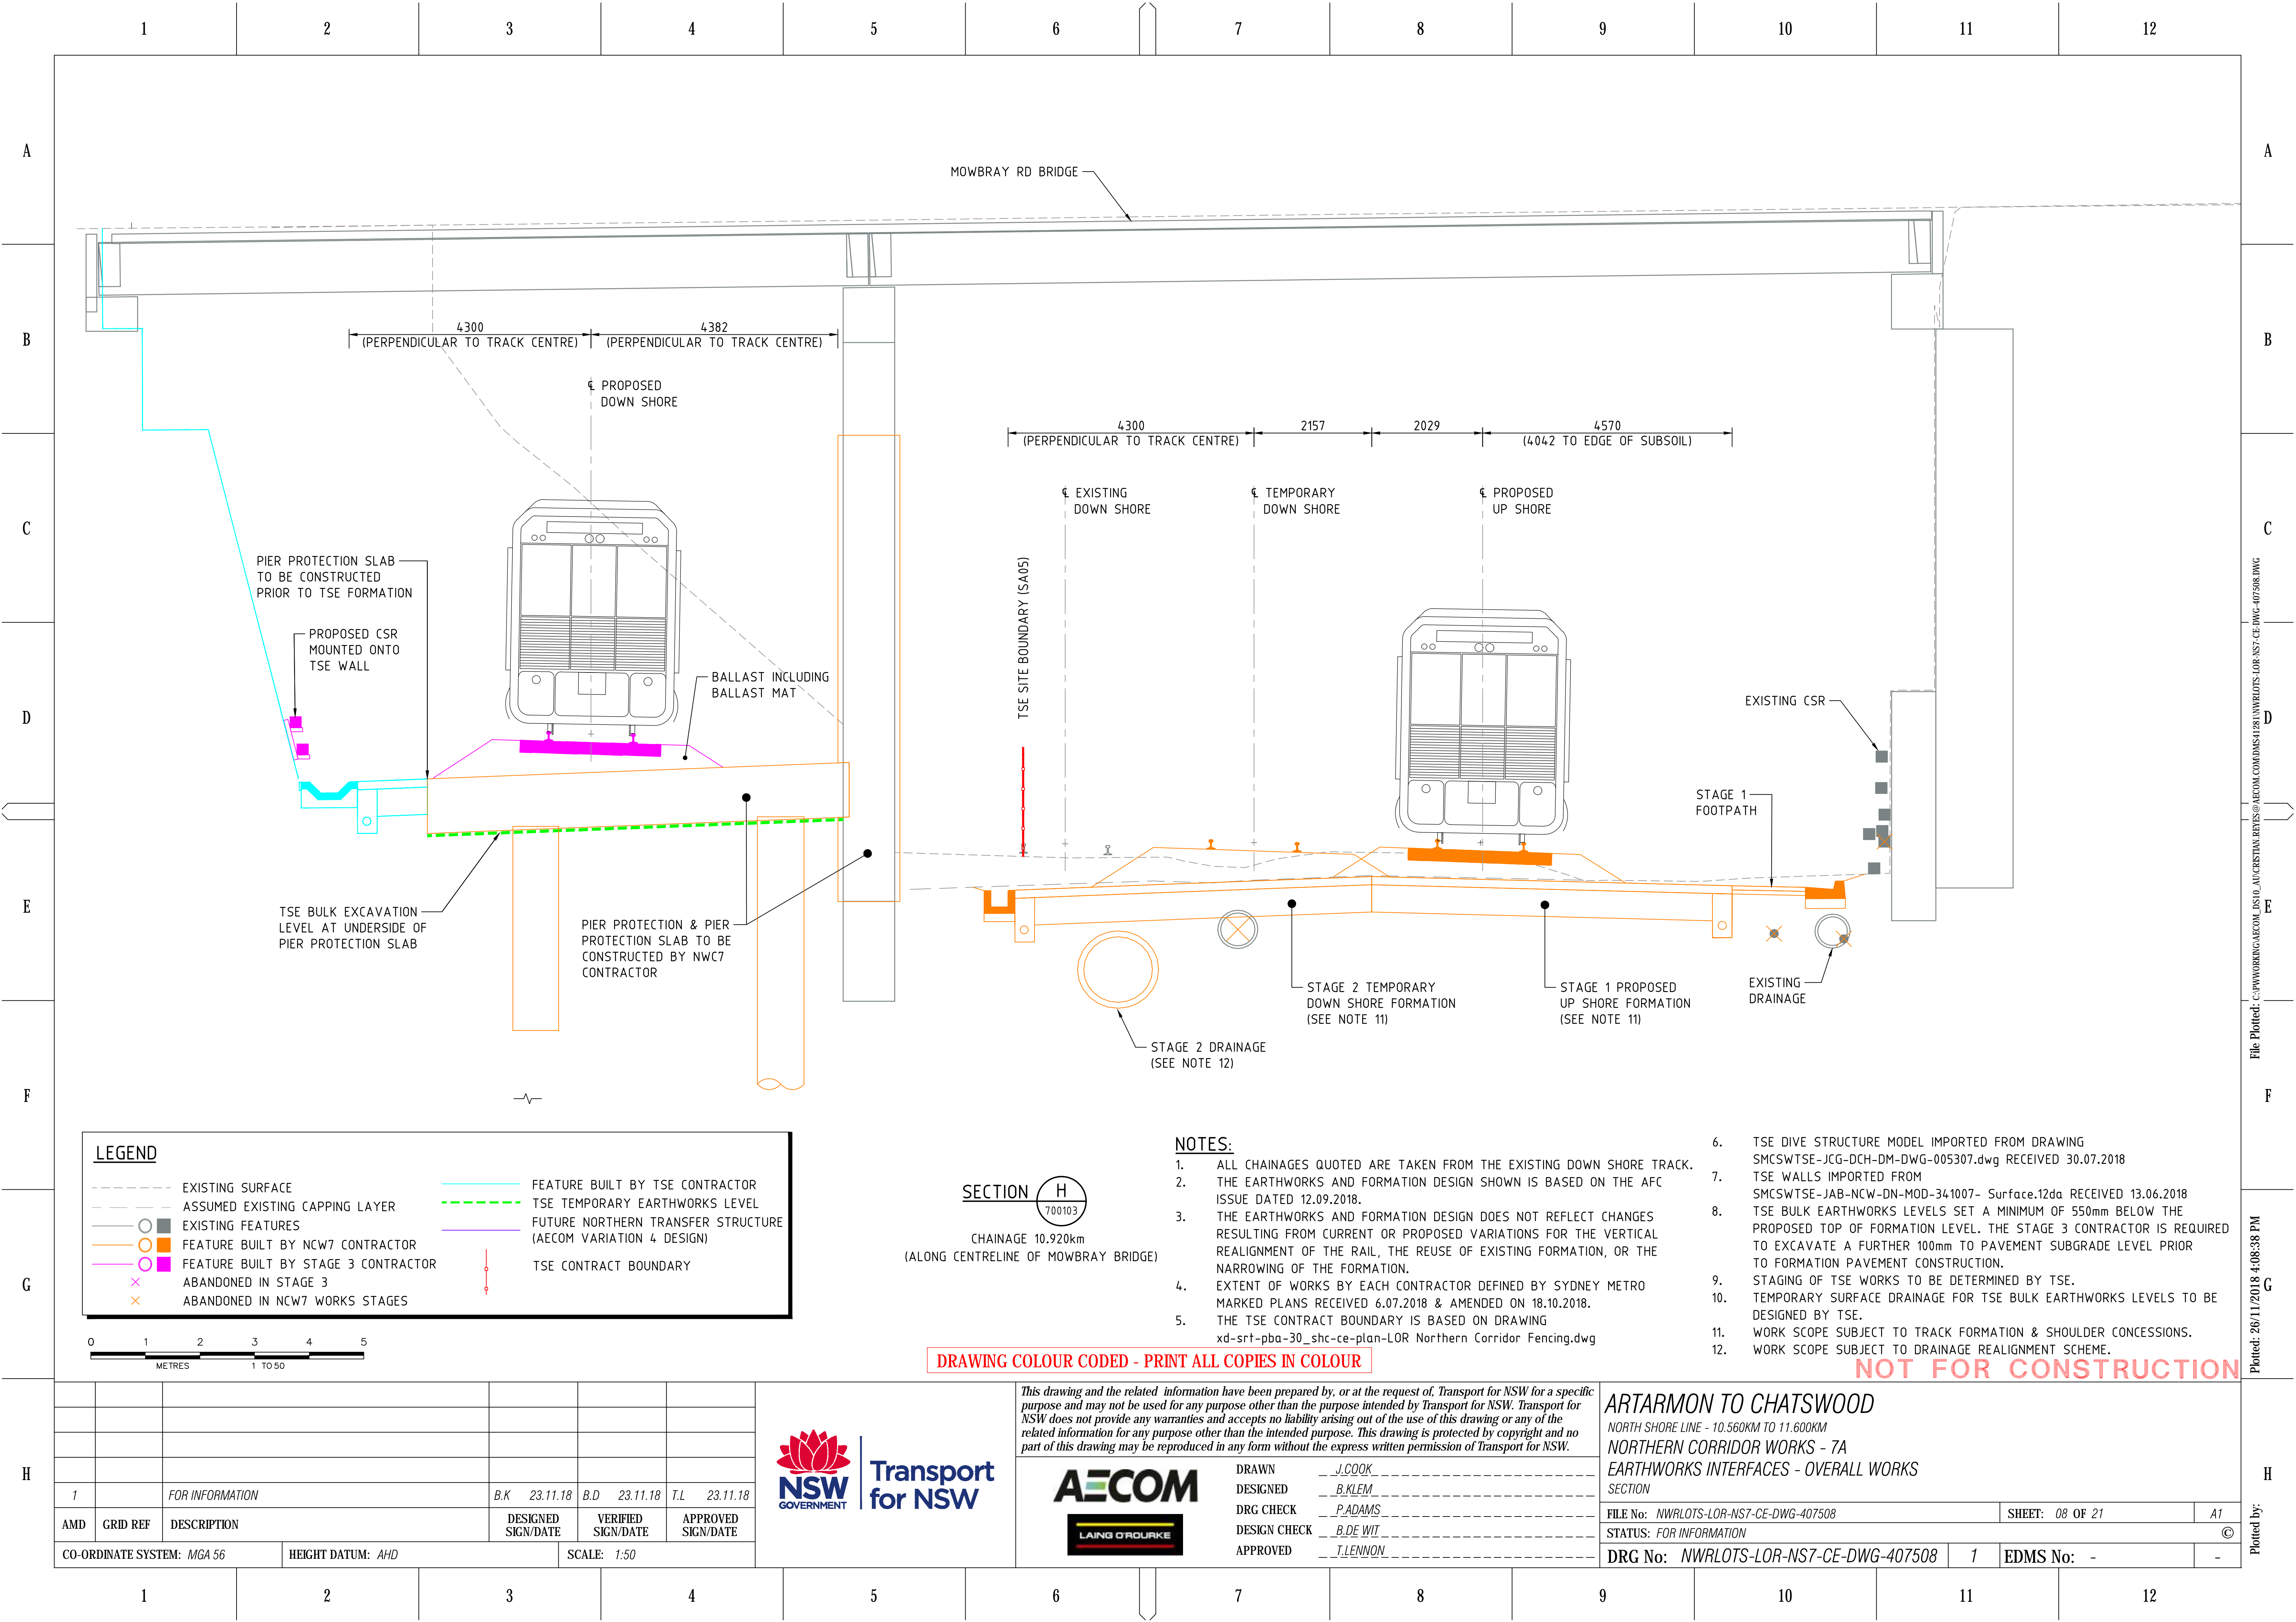 1 2 3 4 5 6 7 8 9 10 11 12
A A
MOWBRAY RD BRIDGE
B B
4300
(PERPENDICULAR TO TRACK CENTRE)
4382
(PERPENDICULAR TO TRACK CENTRE)
℄ PROPOSED
DOWN SHORE
4300
(PERPENDICULAR TO TRACK CENTRE)
2157
2029
4570
(4042 TO EDGE OF SUBSOIL)
C C
℄ EXISTING
DOWN SHORE
℄ TEMPORARY
DOWN SHORE
℄ PROPOSED
UP SHORE
PIER PROTECTION SLAB
TO BE CONSTRUCTED
PRIOR TO TSE FORMATION
TSE SITE BOUNDARY (SA05)
PROPOSED CSR
MOUNTED ONTO
TSE WALL
BALLAST INCLUDING
BALLAST MAT
D D
EXISTING CSR
STAGE 1
FOOTPATH
E E
TSE BULK EXCAVATION
LEVEL AT UNDERSIDE OF
PIER PROTECTION SLAB
PIER PROTECTION & PIER
PROTECTION SLAB TO BE
CONSTRUCTED BY NWC7
CONTRACTOR
STAGE 2 TEMPORARY
DOWN SHORE FORMATION
(SEE NOTE 11)
STAGE 1 PROPOSED
UP SHORE FORMATION
(SEE NOTE 11)
EXISTING
DRAINAGE
STAGE 2 DRAINAGE
(SEE NOTE 12)
F F
LEGEND
EXISTING SURFACE
ASSUMED EXISTING CAPPING LAYER
EXISTING FEATURES
FEATURE BUILT BY NCW7 CONTRACTOR
FEATURE BUILT BY STAGE 3 CONTRACTOR
ABANDONED IN STAGE 3
ABANDONED IN NCW7 WORKS STAGES
FEATURE BUILT BY TSE CONTRACTOR
TSE TEMPORARY EARTHWORKS LEVEL
FUTURE NORTHERN TRANSFER STRUCTURE
(AECOM VARIATION 4 DESIGN)
TSE CONTRACT BOUNDARY
0 1 2 3 4 5
METRES 1 TO 50
SECTION H
700103
CHAINAGE 10.920km
(ALONG CENTRELINE OF MOWBRAY BRIDGE)
NOTES:
1. ALL CHAINAGES QUOTED ARE TAKEN FROM THE EXISTING DOWN SHORE TRACK.
2. THE EARTHWORKS AND FORMATION DESIGN SHOWN IS BASED ON THE AFC
ISSUE DATED 12.09.2018.
3. THE EARTHWORKS AND FORMATION DESIGN DOES NOT REFLECT CHANGES
RESULTING FROM CURRENT OR PROPOSED VARIATIONS FOR THE VERTICAL
REALIGNMENT OF THE RAIL, THE REUSE OF EXISTING FORMATION, OR THE
NARROWING OF THE FORMATION.
4. EXTENT OF WORKS BY EACH CONTRACTOR DEFINED BY SYDNEY METRO
MARKED PLANS RECEIVED 6.07.2018 & AMENDED ON 18.10.2018.
5. THE TSE CONTRACT BOUNDARY IS BASED ON DRAWING
xd-srt-pba-30_shc-ce-plan-LOR Northern Corridor Fencing.dwg
6. TSE DIVE STRUCTURE MODEL IMPORTED FROM DRAWING
SMCSWTSE-JCG-DCH-DM-DWG-005307.dwg RECEIVED 30.07.2018
7. TSE WALLS IMPORTED FROM
SMCSWTSE-JAB-NCW-DN-MOD-341007- Surface.12da RECEIVED 13.06.2018
8. TSE BULK EARTHWORKS LEVELS SET A MINIMUM OF 550mm BELOW THE
PROPOSED TOP OF FORMATION LEVEL. THE STAGE 3 CONTRACTOR IS REQUIRED
TO EXCAVATE A FURTHER 100mm TO PAVEMENT SUBGRADE LEVEL PRIOR
TO FORMATION PAVEMENT CONSTRUCTION.
9. STAGING OF TSE WORKS TO BE DETERMINED BY TSE.
10. TEMPORARY SURFACE DRAINAGE FOR TSE BULK EARTHWORKS LEVELS TO BE
DESIGNED BY TSE.
11. WORK SCOPE SUBJECT TO TRACK FORMATION & SHOULDER CONCESSIONS.
12. WORK SCOPE SUBJECT TO DRAINAGE REALIGNMENT SCHEME.
G G
DRAWING COLOUR CODED - PRINT ALL COPIES IN COLOUR
NOT FOR CONSTRUCTION
File Plotted: C:\PWORKING\AECOM_DS10_AU\CRISTIAN.REYES@AECOM.COM\DMS41281\NWRLOTS-LOR-NS7-CE-DWG-407508.DWG
Plotted: 26/11/2018 4:08:38 PM
Plotted by:
H H
1 FOR INFORMATION B.K 23.11.18 B.D 23.11.18 T.L 23.11.18
AMD GRID REF DESCRIPTION DESIGNED SIGN/DATE VERIFIED SIGN/DATE APPROVED SIGN/DATE
CO-ORDINATE SYSTEM: MGA 56 HEIGHT DATUM: AHD SCALE: 1:50
NSW
GOVERNMENT
Transport
for NSW
This drawing and the related information have been prepared by, or at the request of, Transport for NSW for a specific
purpose and may not be used for any purpose other than the purpose intended by Transport for NSW. Transport for
NSW does not provide any warranties and accepts no liability arising out of the use of this drawing or any of the
related information for any purpose other than the intended purpose. This drawing is protected by copyright and no
part of this drawing may be reproduced in any form without the express written permission of Transport for NSW.
AECOM
LAING O'ROURKE
DRAWN J.COOK
DESIGNED B.KLEM
DRG CHECK P.ADAMS
DESIGN CHECK B.DE WIT
APPROVED T.LENNON
ARTARMON TO CHATSWOOD
NORTH SHORE LINE - 10.560KM TO 11.600KM
NORTHERN CORRIDOR WORKS - 7A
EARTHWORKS INTERFACES - OVERALL WORKS
SECTION
FILE No: NWRLOTS-LOR-NS7-CE-DWG-407508 SHEET: 08 OF 21 A1
STATUS: FOR INFORMATION ©
DRG No: NWRLOTS-LOR-NS7-CE-DWG-407508 1 EDMS No: - -
1 2 3 4 5 6 7 8 9 10 11 12